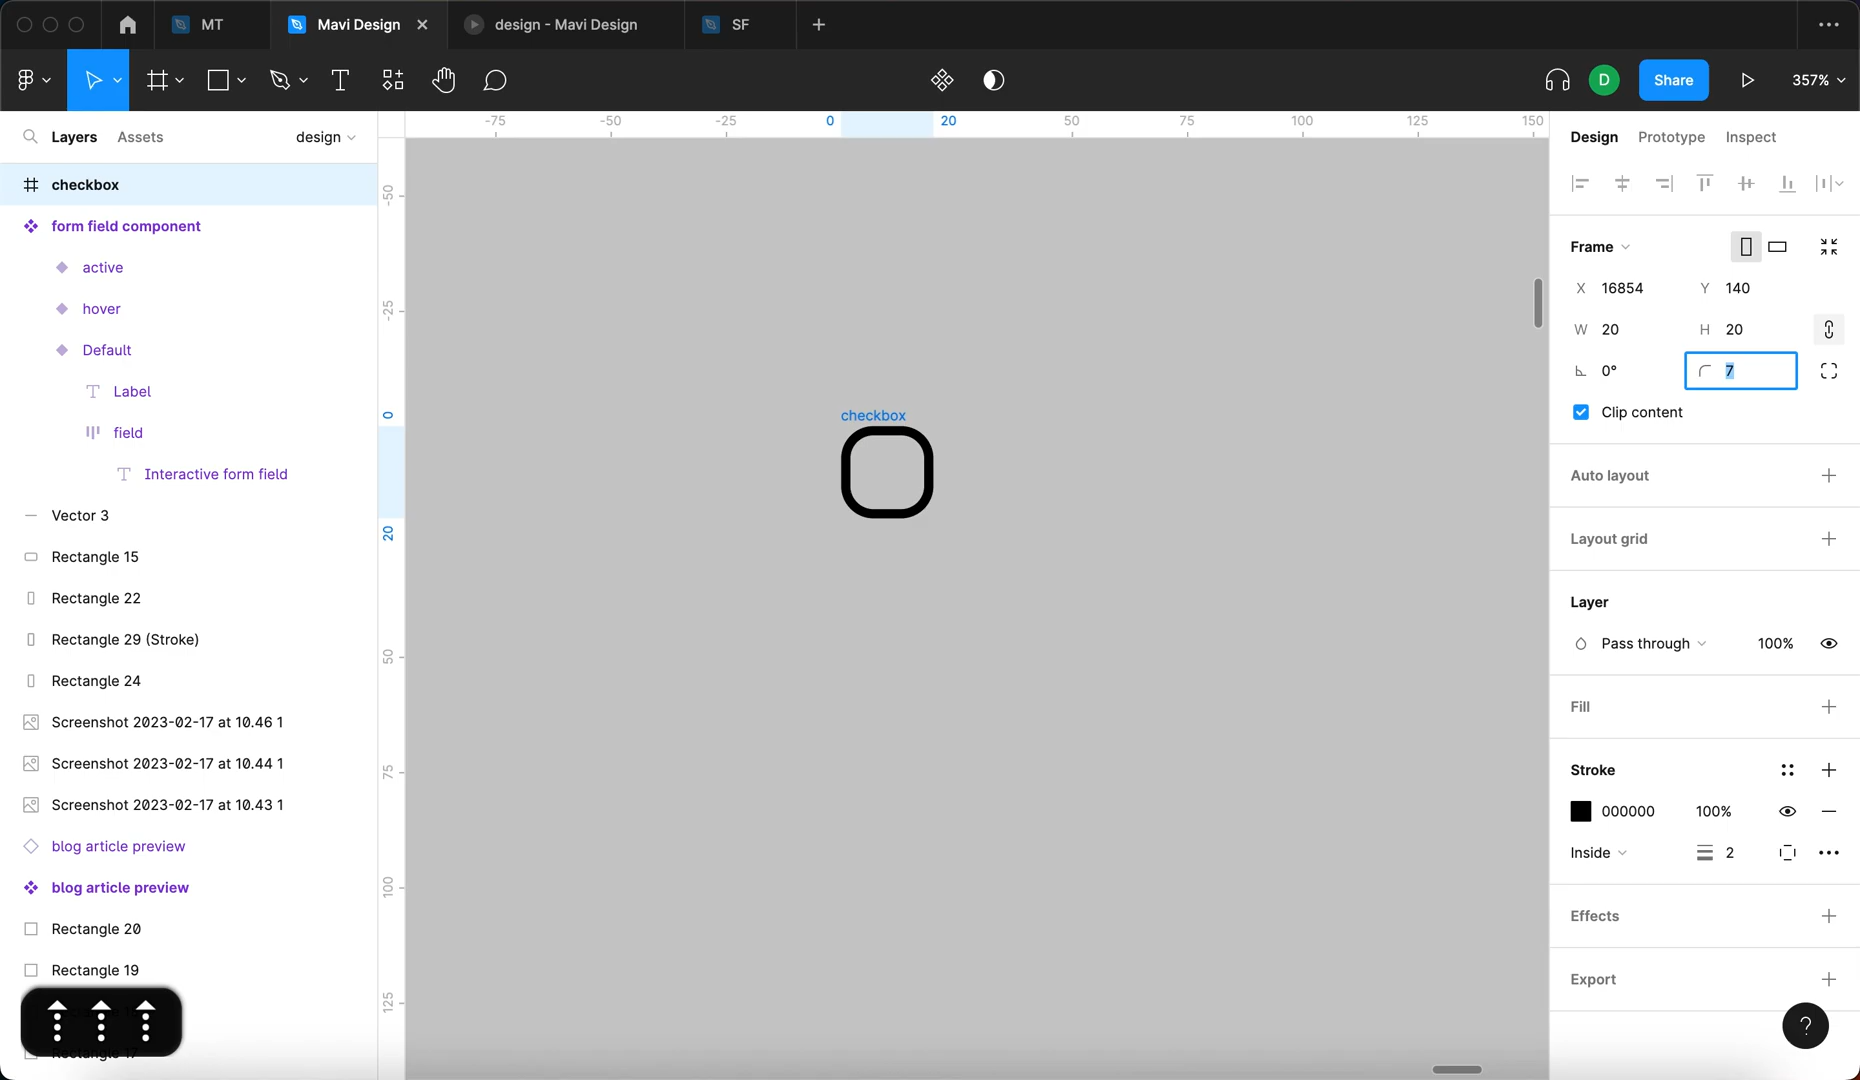 MT
Mavi Design
design - Mavi Design
SF
D
Share
357%
Layers
Assets
design
-75
-50
-25
0
20
50
75
100
125
150
Design
Prototype
Inspect
checkbox
form field component
active
hover
Default
Label
field
Interactive form field
Vector 3
Rectangle 15
Rectangle 22
Rectangle 29 (Stroke)
Rectangle 24
Screenshot 2023-02-17 at 10.46 1
Screenshot 2023-02-17 at 10.44 1
Screenshot 2023-02-17 at 10.43 1
blog article preview
blog article preview
Rectangle 20
Rectangle 19
Rectangle 17
-50
-25
0
20
50
75
100
125
checkbox
Frame
X 16854
Y 140
W 20
H 20
0°
7
Clip content
Auto layout
Layout grid
Layer
Pass through
100%
Fill
Stroke
000000
100%
Inside
2
Effects
Export
?